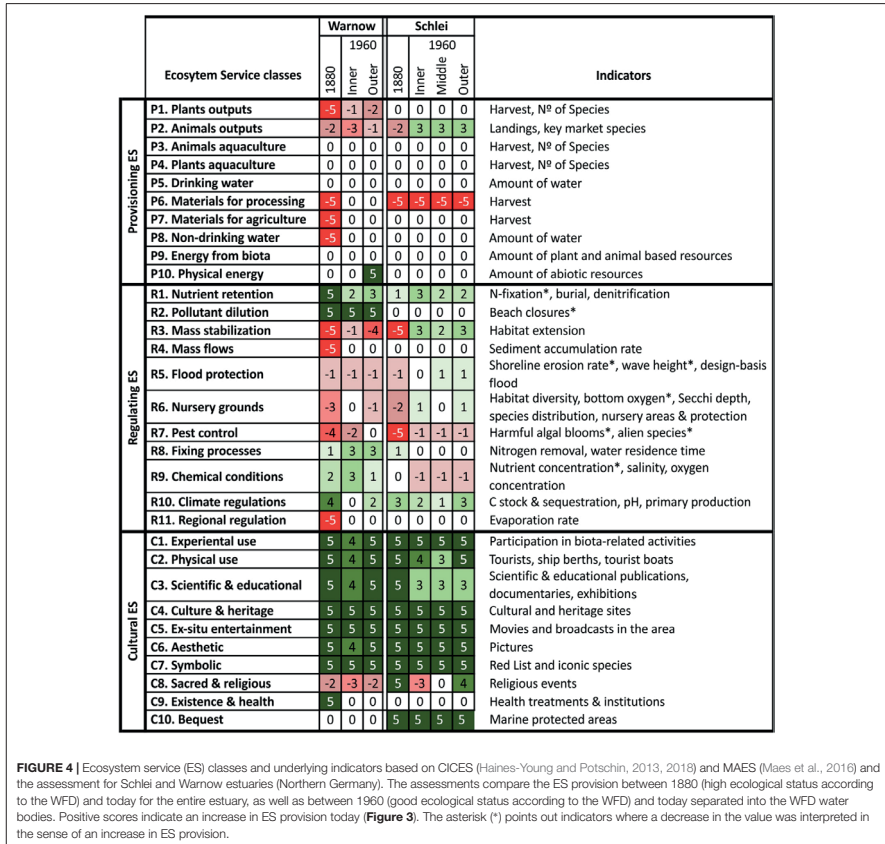 Warnow Schlei
1960 1960
Ecosytem Service classes 1880 Inner Outer 1880 Inner Middle Outer Indicators
Provisioning ES
P1. Plants outputs -5 -1 -2 0 0 0 0 Harvest, Nº of Species
P2. Animals outputs -2 -3 -1 -2 3 3 3 Landings, key market species
P3. Animals aquaculture 0 0 0 0 0 0 0 Harvest, Nº of Species
P4. Plants aquaculture 0 0 0 0 0 0 0 Harvest, Nº of Species
P5. Drinking water 0 0 0 0 0 0 0 Amount of water
P6. Materials for processing -5 0 0 -5 -5 -5 -5 Harvest
P7. Materials for agriculture -5 0 0 0 0 0 0 Harvest
P8. Non-drinking water -5 0 0 0 0 0 0 Amount of water
P9. Energy from biota 0 0 0 0 0 0 0 Amount of plant and animal based resources
P10. Physical energy 0 0 5 0 0 0 0 Amount of abiotic resources
Regulating ES
R1. Nutrient retention 5 2 3 1 3 2 2 N-fixation*, burial, denitrification
R2. Pollutant dilution 5 5 5 0 0 0 0 Beach closures*
R3. Mass stabilization -5 -1 -4 -5 3 2 3 Habitat extension
R4. Mass flows -5 0 0 0 0 0 0 Sediment accumulation rate
R5. Flood protection -1 -1 -1 -1 0 1 1 Shoreline erosion rate*, wave height*, design-basis
flood
R6. Nursery grounds -3 0 -1 -2 1 0 1 Habitat diversity, bottom oxygen*, Secchi depth,
species distribution, nursery areas & protection
R7. Pest control -4 -2 0 -5 -1 -1 -1 Harmful algal blooms*, alien species*
R8. Fixing processes 1 3 3 1 0 0 0 Nitrogen removal, water residence time
R9. Chemical conditions 2 3 1 0 -1 -1 -1 Nutrient concentration*, salinity, oxygen
concentration
R10. Climate regulations 4 0 2 3 2 1 3 C stock & sequestration, pH, primary production
R11. Regional regulation -5 0 0 0 0 0 0 Evaporation rate
Cultural ES
C1. Experiental use 5 4 5 5 5 5 5 Participation in biota-related activities
C2. Physical use 5 4 5 5 4 3 5 Tourists, ship berths, tourist boats
C3. Scientific & educational 5 4 5 5 3 3 3 Scientific & educational publications,
documentaries, exhibitions
C4. Culture & heritage 5 5 5 5 5 5 5 Cultural and heritage sites
C5. Ex-situ entertainment 5 5 5 5 5 5 5 Movies and broadcasts in the area
C6. Aesthetic 5 4 5 5 5 5 5 Pictures
C7. Symbolic 5 5 5 5 5 5 5 Red List and iconic species
C8. Sacred & religious -2 -3 -2 5 -3 0 4 Religious events
C9. Existence & health 5 0 0 0 0 0 0 Health treatments & institutions
C10. Bequest 0 0 0 5 5 5 5 Marine protected areas
FIGURE 4 | Ecosystem service (ES) classes and underlying indicators based on CICES (Haines-Young and Potschin, 2013, 2018) and MAES (Maes et al., 2016) and
the assessment for Schlei and Warnow estuaries (Northern Germany). The assessments compare the ES provision between 1880 (high ecological status according
to the WFD) and today for the entire estuary, as well as between 1960 (good ecological status according to the WFD) and today separated into the WFD water
bodies. Positive scores indicate an increase in ES provision today (Figure 3). The asterisk (*) points out indicators where a decrease in the value was interpreted in
the sense of an increase in ES provision.